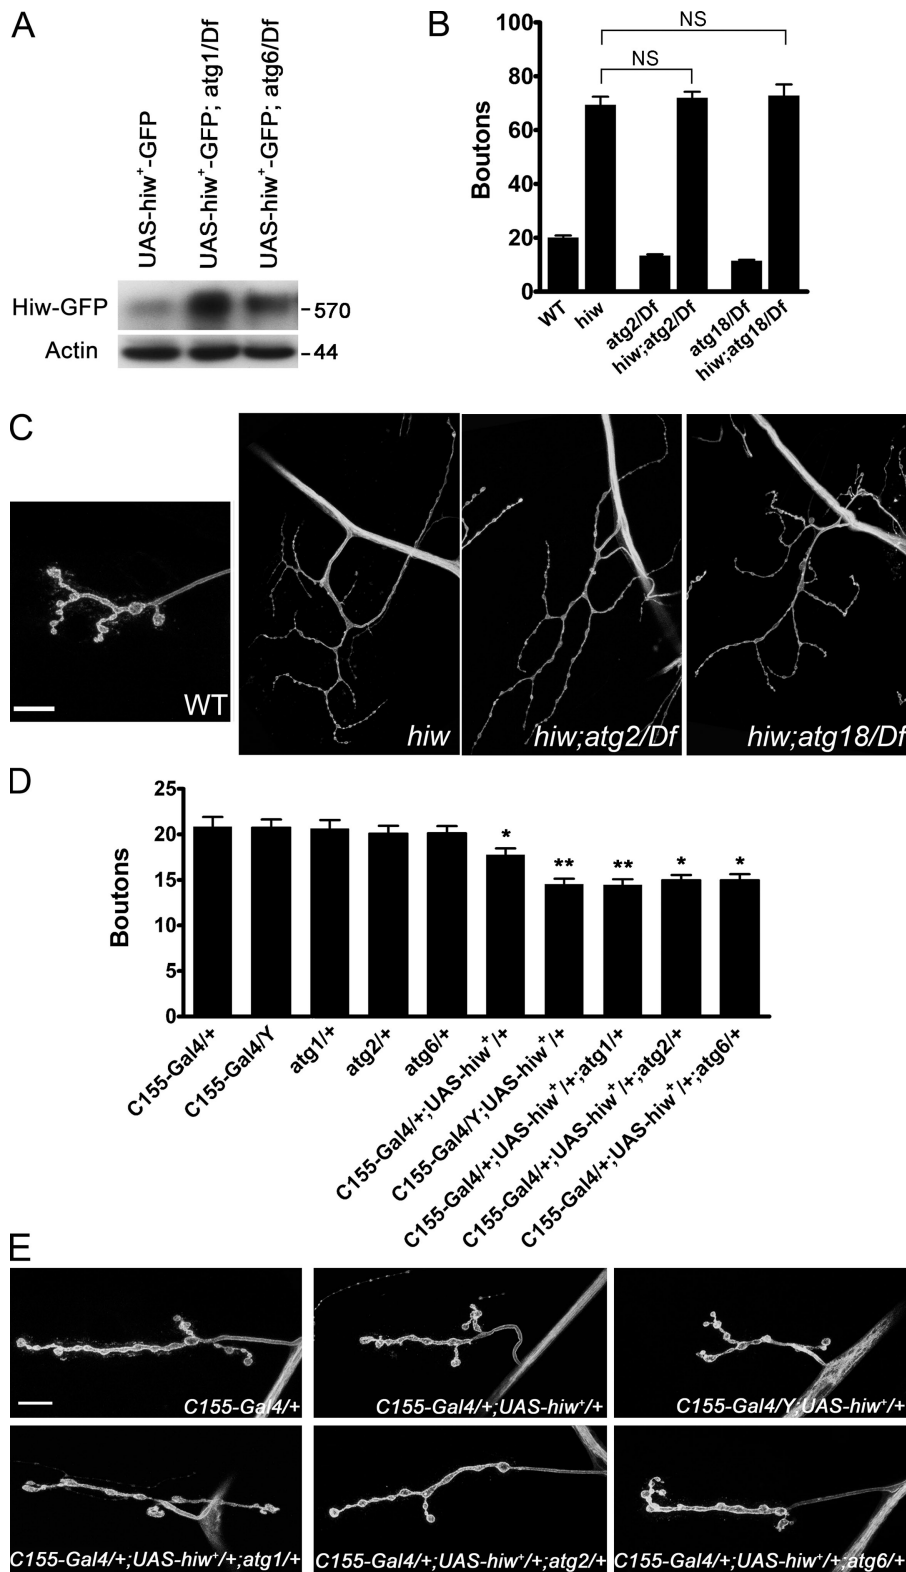 A
UAS-hiw+-GFP
UAS-hiw+-GFP; atg1/Df
UAS-hiw+-GFP; atg6/Df
Hiw-GFP
-570
Actin
-44
B
Boutons
100
80
60
40
20
0
NS
NS
WT
hiw
atg2/Df
hiw;atg2/Df
atg18/Df
hiw;atg18/Df
C
WT
hiw
hiw;atg2/Df
hiw;atg18/Df
D
Boutons
25
20
15
10
5
0
*
**
**
*
*
C155-Gal4/+
C155-Gal4/Y
atg1/+
atg2/+
atg6/+
C155-Gal4/+;UAS-hiw+/+
C155-Gal4/Y;UAS-hiw+/+
C155-Gal4/+;UAS-hiw+/+;atg1/+
C155-Gal4/+;UAS-hiw+/+;atg2/+
C155-Gal4/+;UAS-hiw+/+;atg6/+
E
C155-Gal4/+
C155-Gal4/+;UAS-hiw+/+
C155-Gal4/Y;UAS-hiw+/+
C155-Gal4/+;UAS-hiw+/+;atg1/+
C155-Gal4/+;UAS-hiw+/+;atg2/+
C155-Gal4/+;UAS-hiw+/+;atg6/+